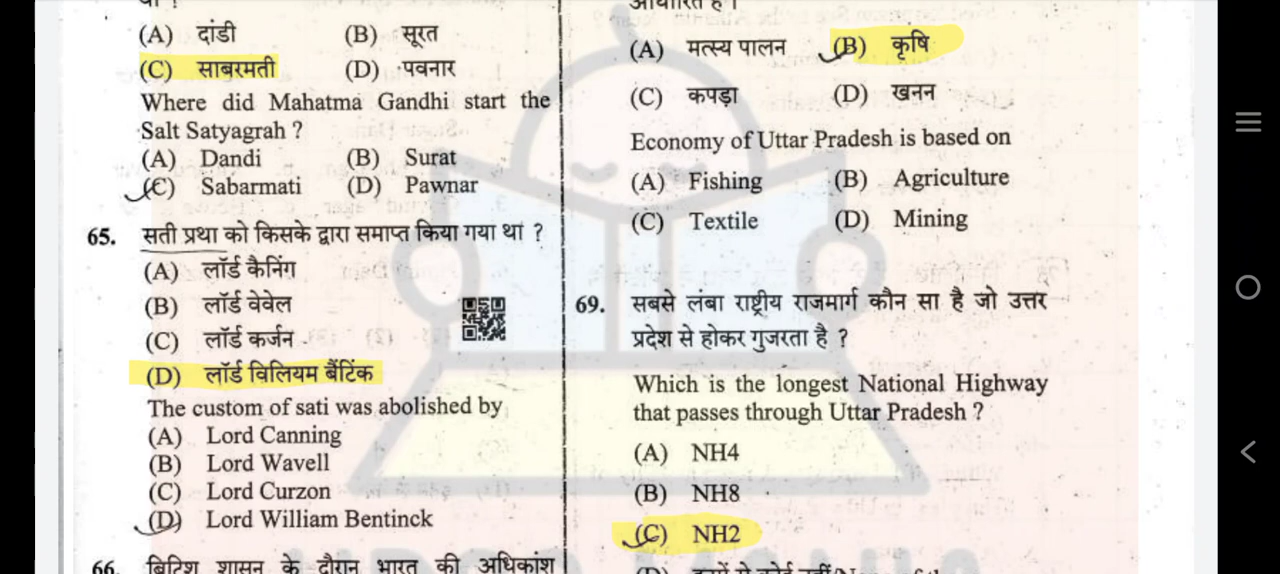 (A) दांडी (B) सूरत
(C) साबरमती (D) पवनार
Where did Mahatma Gandhi start the
Salt Satyagrah ?
(A) Dandi (B) Surat
(C) Sabarmati (D) Pawnar
65. सती प्रथा को किसके द्वारा समाप्त किया गया था ?
(A) लॉर्ड कैनिंग
(B) लॉर्ड वेवेल
(C) लॉर्ड कर्जन
(D) लॉर्ड विलियम बैंटिंक
The custom of sati was abolished by
(A) Lord Canning
(B) Lord Wavell
(C) Lord Curzon
(D) Lord William Bentinck
66. ब्रिटिश शासन के दौरान भारत की अधिकांश
(A) मत्स्य पालन (B) कृषि
(C) कपड़ा (D) खनन
Economy of Uttar Pradesh is based on
(A) Fishing (B) Agriculture
(C) Textile (D) Mining
69. सबसे लंबा राष्ट्रीय राजमार्ग कौन सा है जो उत्तर
प्रदेश से होकर गुजरता है ?
Which is the longest National Highway
that passes through Uttar Pradesh ?
(A) NH4
(B) NH8
(C) NH2